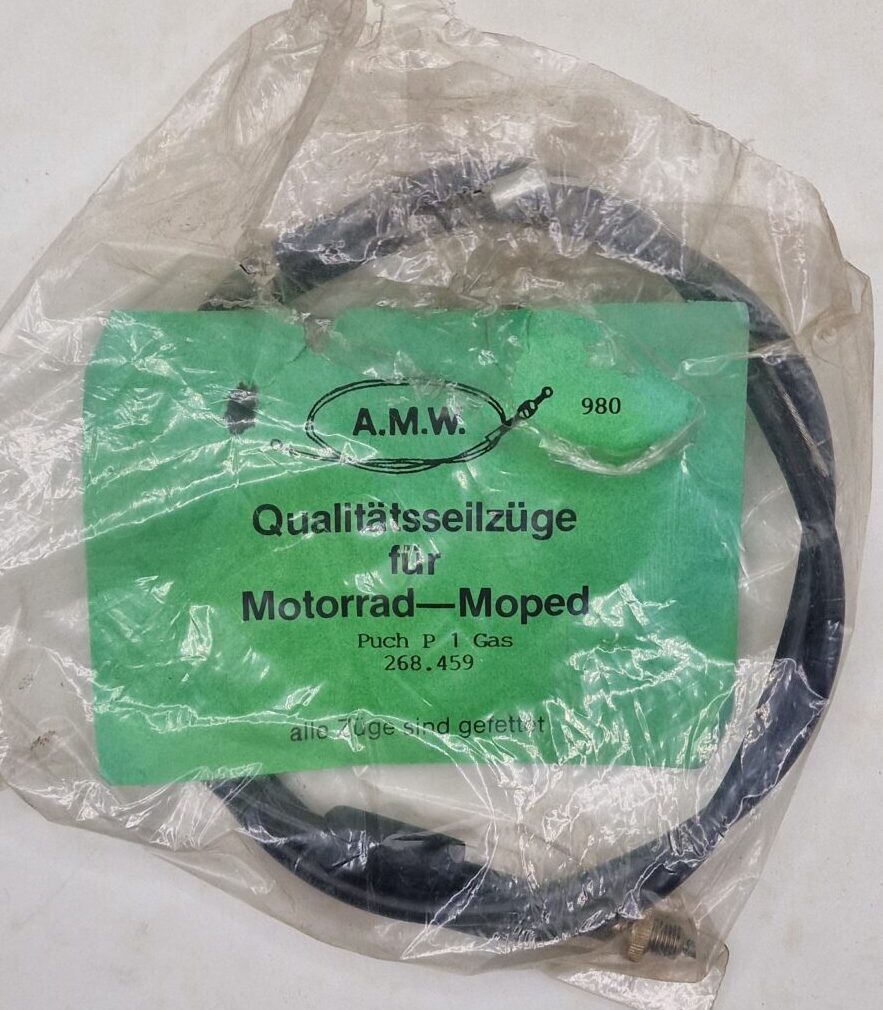 A.M.W.
980
Qualitätsseilzüge
für
Motorrad—Moped
Puch P 1 Gas
268.459
alle Züge sind gefettet